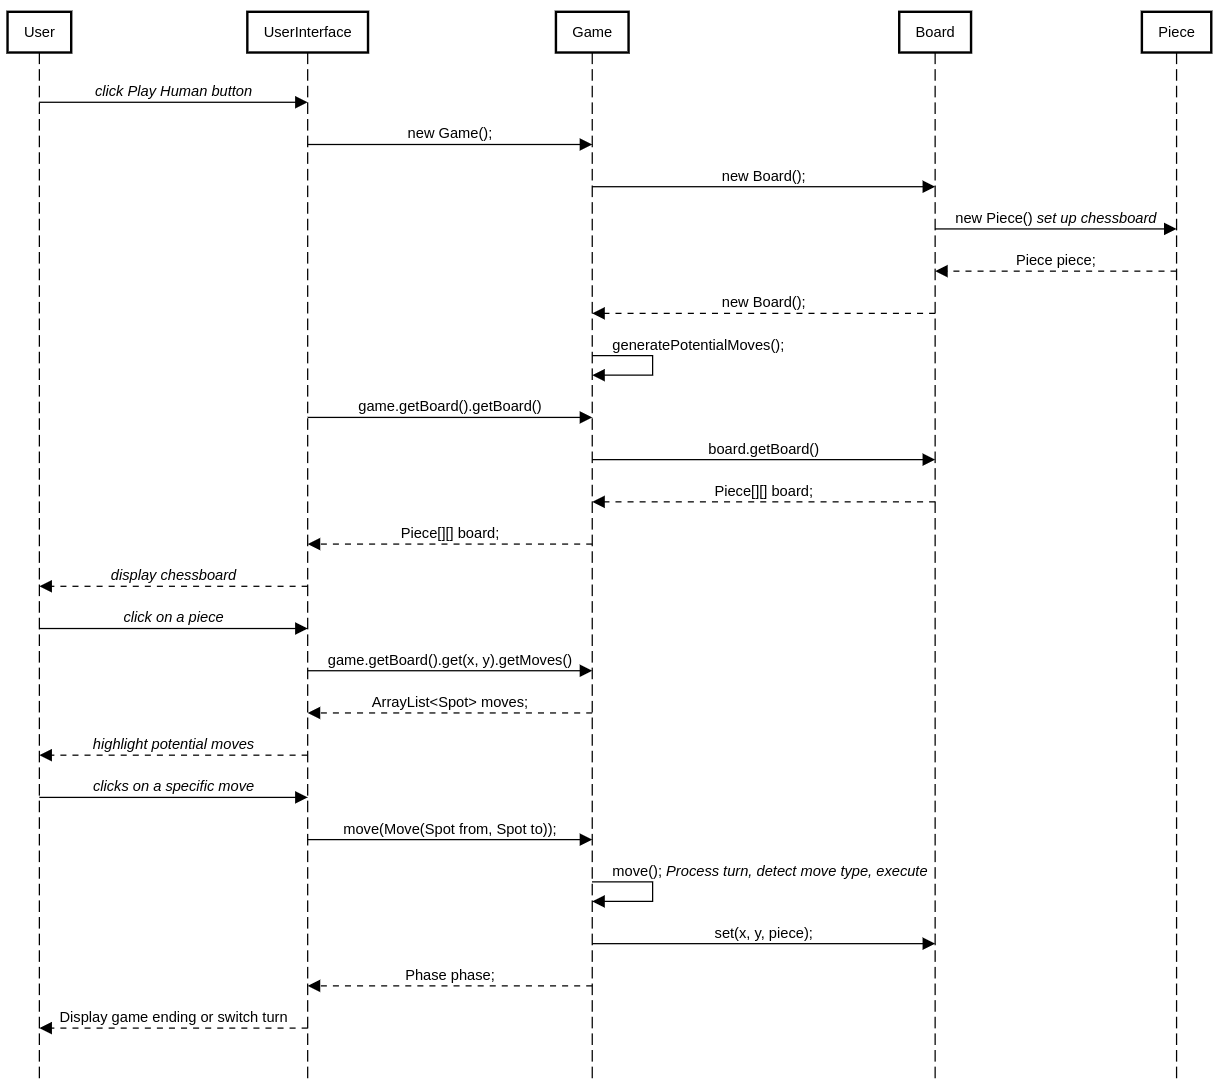 User
UserInterface
Game
Board
Piece
click Play Human button
new Game();
new Board();
new Piece() set up chessboard
Piece piece;
new Board();
generatePotentialMoves();
game.getBoard().getBoard()
board.getBoard()
Piece[][] board;
Piece[][] board;
display chessboard
click on a piece
game.getBoard().get(x, y).getMoves()
ArrayList<Spot> moves;
highlight potential moves
clicks on a specific move
move(Move(Spot from, Spot to));
move(); Process turn, detect move type, execute
set(x, y, piece);
Phase phase;
Display game ending or switch turn